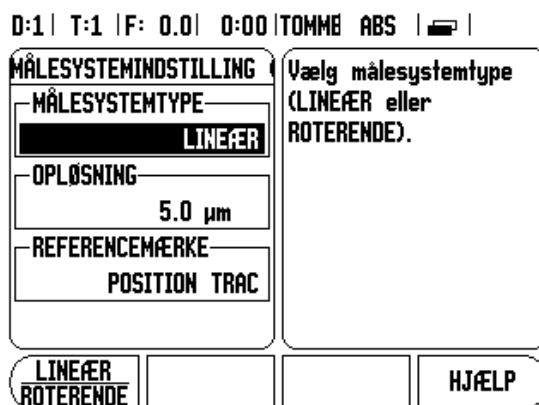 D:1 | T:1 | F: 0.0 | 0:00 | TOMME ABS
MÅLESYSTEMINDSTILLING (
MÅLESYSTEMTYPE
LINEÆR
OPLØSNING
5.0 µm
REFERENCEMÆRKE
POSITION TRAC
Vælg målesystemtype
(LINEÆR eller
ROTERENDE).
LINEÆR
ROTERENDE
HJÆLP